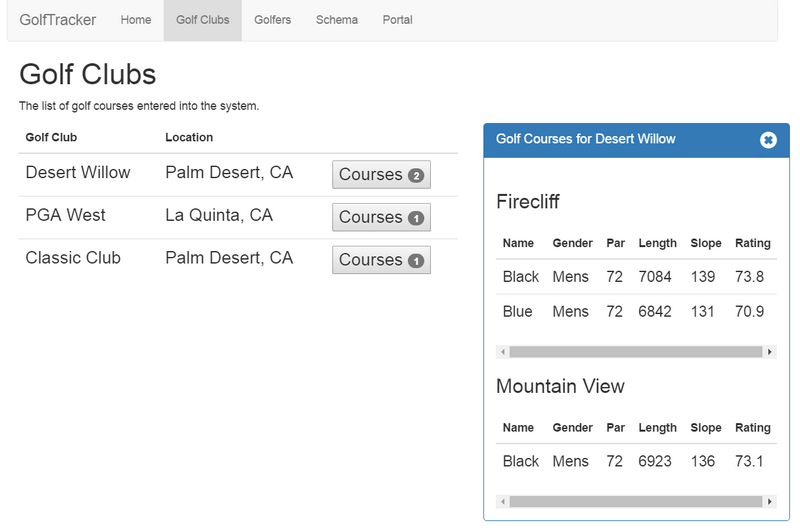 GolfTracker Home Golf Clubs Golfers Schema Portal
Golf Clubs
The list of golf courses entered into the system.
Golf Club Location
Desert Willow Palm Desert, CA Courses 2
PGA West La Quinta, CA Courses 1
Classic Club Palm Desert, CA Courses 1
Golf Courses for Desert Willow
Firecliff
Name Gender Par Length Slope Rating
Black Mens 72 7084 139 73.8
Blue Mens 72 6842 131 70.9
Mountain View
Name Gender Par Length Slope Rating
Black Mens 72 6923 136 73.1